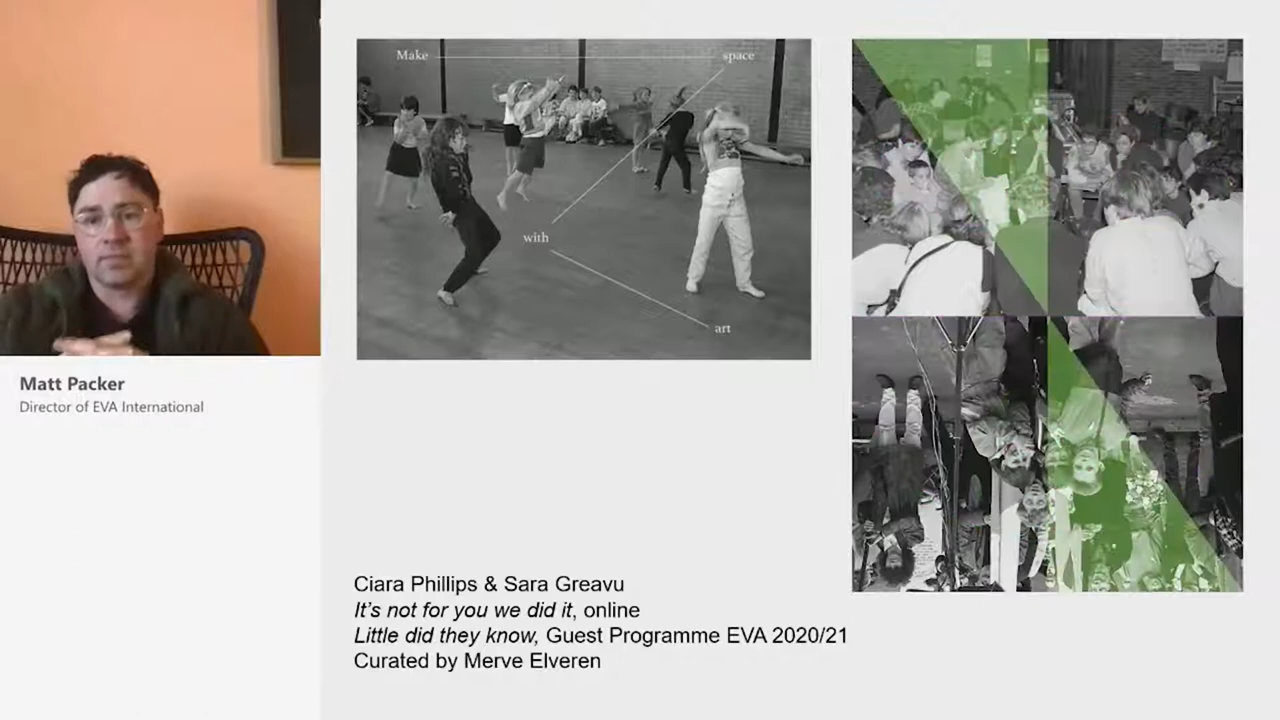 Make
space
with
art
Matt Packer
Director of EVA International
Ciara Phillips & Sara Greavu
It's not for you we did it, online
Little did they know, Guest Programme EVA 2020/21
Curated by Merve Elveren